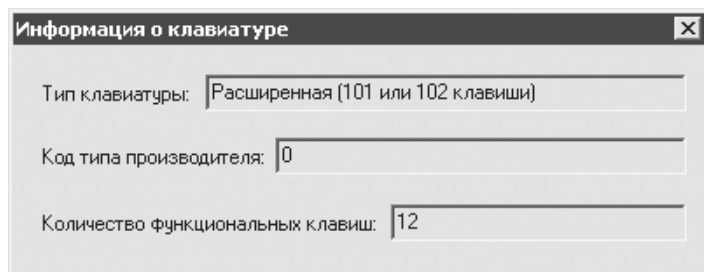 Информация о клавиатуре
Тип клавиатуры: Расширенная (101 или 102 клавиши)
Код типа производителя: 0
Количество функциональных клавиш: 12